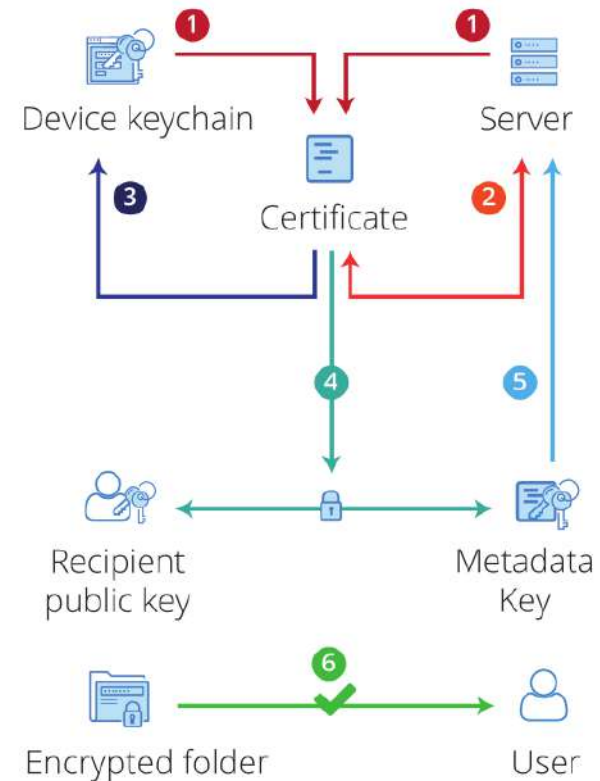 1
1
Device keychain
Server
3
2
Certificate
4
5
Recipient
public key
Metadata
Key
6
Encrypted folder
User